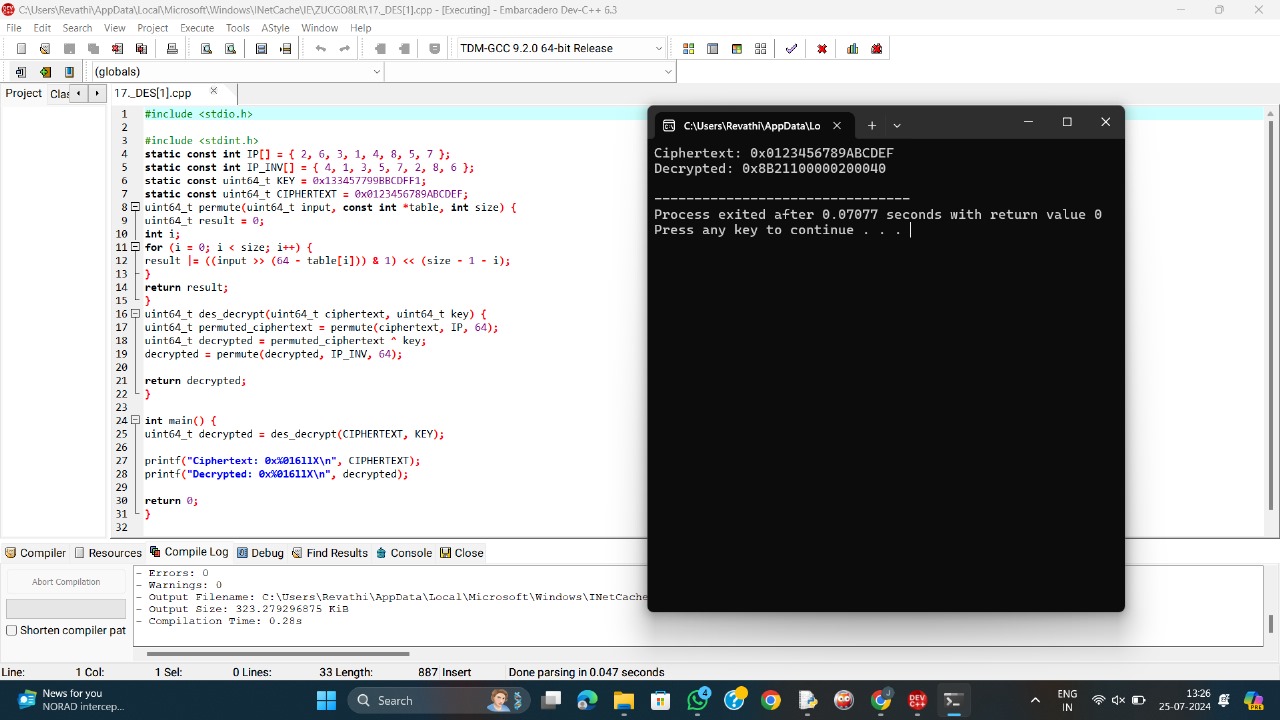 C:\Users\Revathi\AppData\Local\Microsoft\Windows\INetCache\IE\ZUCGO8LR\17._DES[1].cpp - [Executing] - Embarcadero Dev-C++ 6.3
File Edit Search View Project Execute Tools AStyle Window Help
TDM-GCC 9.2.0 64-bit Release
(globals)
Project Clas 17._DES[1].cpp
1 #include <stdio.h>
2
3 #include <stdint.h>
4 static const int IP[] = { 2, 6, 3, 1, 4, 8, 5, 7 };
5 static const int IP_INV[] = { 4, 1, 3, 5, 7, 2, 8, 6 };
6 static const uint64_t KEY = 0x133457799BBCDFF1;
7 static const uint64_t CIPHERTEXT = 0x0123456789ABCDEF;
8 uint64_t permute(uint64_t input, const int *table, int size) {
9 uint64_t result = 0;
10 int i;
11 for (i = 0; i < size; i++) {
12 result |= ((input >> (64 - table[i])) & 1) << (size - 1 - i);
13 }
14 return result;
15 }
16 uint64_t des_decrypt(uint64_t ciphertext, uint64_t key) {
17 uint64_t permuted_ciphertext = permute(ciphertext, IP, 64);
18 uint64_t decrypted = permuted_ciphertext ^ key;
19 decrypted = permute(decrypted, IP_INV, 64);
20
21 return decrypted;
22 }
23
24 int main() {
25 uint64_t decrypted = des_decrypt(CIPHERTEXT, KEY);
26
27 printf("Ciphertext: 0x%016llX\n", CIPHERTEXT);
28 printf("Decrypted: 0x%016llX\n", decrypted);
29
30 return 0;
31 }
32
C:\Users\Revathi\AppData\Lo
Ciphertext: 0x0123456789ABCDEF
Decrypted: 0x8B21100000200040
--------------------------------
Process exited after 0.07077 seconds with return value 0
Press any key to continue . . .
Compiler Resources Compile Log Debug Find Results Console Close
Abort Compilation
Shorten compiler pat
- Errors: 0
- Warnings: 0
- Output Filename: C:\Users\Revathi\AppData\Local\Microsoft\Windows\INetCache
- Output Size: 323.279296875 KiB
- Compilation Time: 0.28s
Line: 1 Col: 1 Sel: 0 Lines: 33 Length: 887 Insert Done parsing in 0.047 seconds
News for you
NORAD intercep...
Search
4
J
DEV C++
ENG
IN
13:26
25-07-2024
PRE